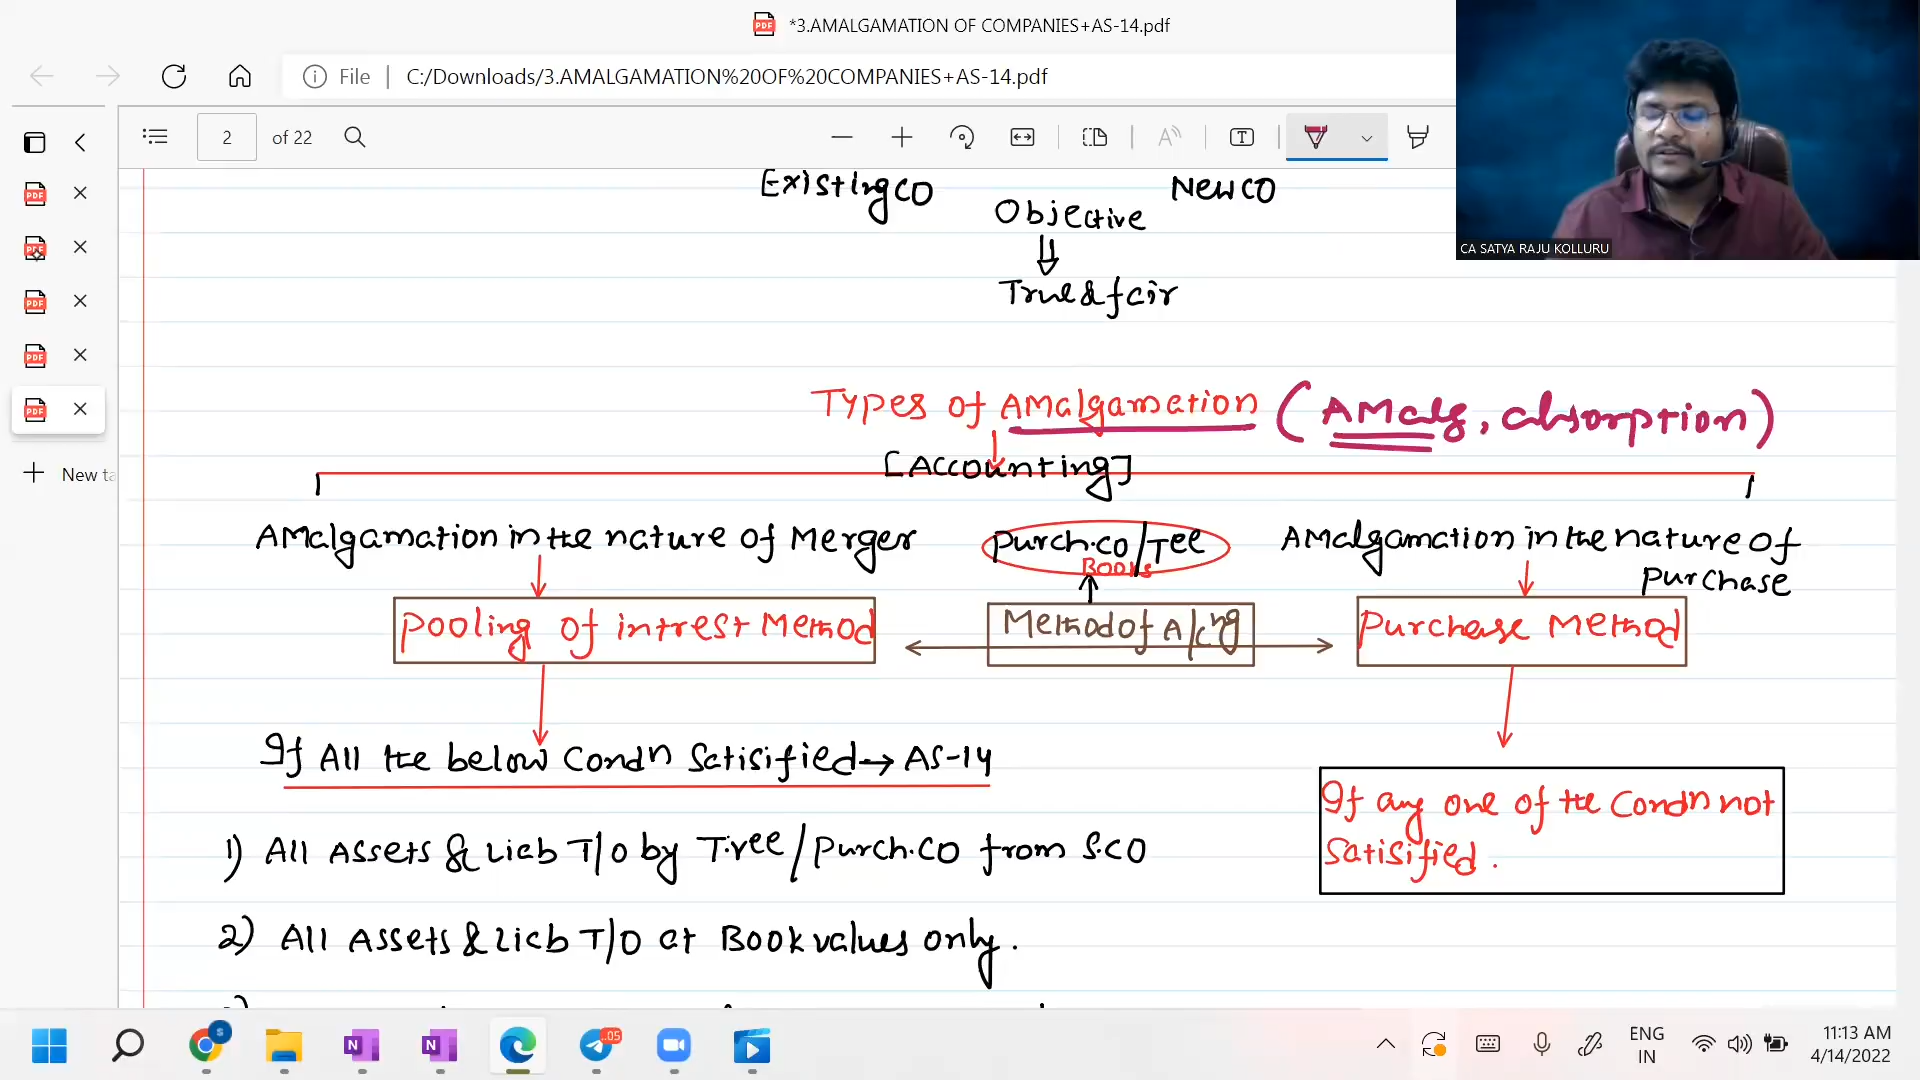 *3.AMALGAMATION OF COMPANIES+AS-14.pdf
File | C:/Downloads/3.AMALGAMATION%20OF%20COMPANIES+AS-14.pdf
2 of 22
CA SATYA RAJU KOLLURU
New ta
Existing CO New CO
Objective
True & fair
Types of Amalgamation (Amalg, absorption)
[Accounting]
Amalgamation in the nature of Merger
Purch.co/Tee
Books
Amalgamation in the nature of
Purchase
Pooling of intrest Method
Method of A/cng
Purchase Method
If All the below Condn Satisified → AS-14
If any one of the Condn not
Satisified.
1) All Assets & Liab T/o by T.ree/Purch.co from S.CO
2) All Assets & Liab T/O at Book values only.
ENG
IN
11:13 AM
4/14/2022